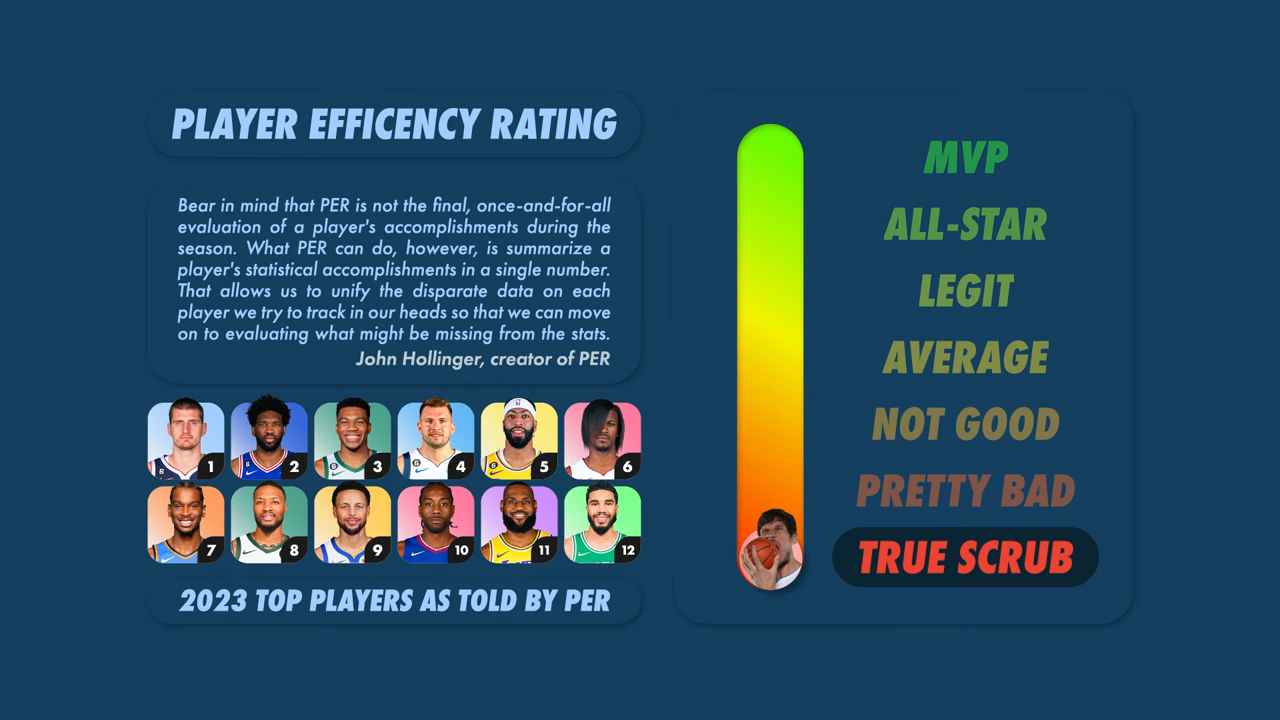 PLAYER EFFICENCY RATING
Bear in mind that PER is not the final, once-and-for-all
evaluation of a player's accomplishments during the
season. What PER can do, however, is summarize a
player's statistical accomplishments in a single number.
That allows us to unify the disparate data on each
player we try to track in our heads so that we can move
on to evaluating what might be missing from the stats.
John Hollinger, creator of PER
1 2 3 4 5 6
7 8 9 10 11 12
2023 TOP PLAYERS AS TOLD BY PER
MVP
ALL-STAR
LEGIT
AVERAGE
NOT GOOD
PRETTY BAD
TRUE SCRUB